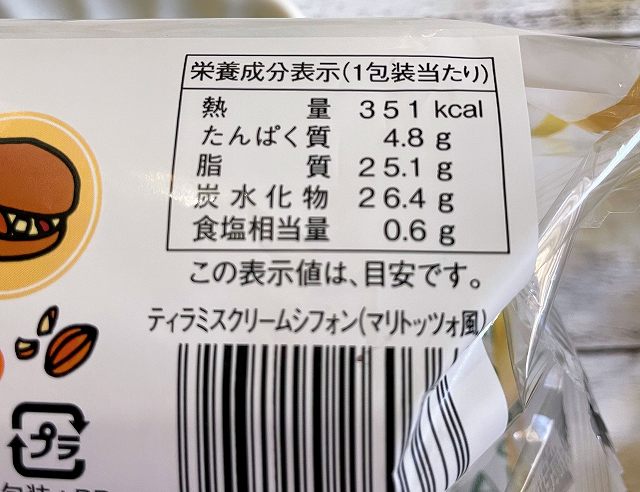 栄養成分表示(1包装当たり)
熱量 351 kcal
たんぱく質 4.8 g
脂質 25.1 g
炭水化物 26.4 g
食塩相当量 0.6 g
この表示値は、目安です。
ティラミスクリームシフォン(マリトッツォ風)
プラ